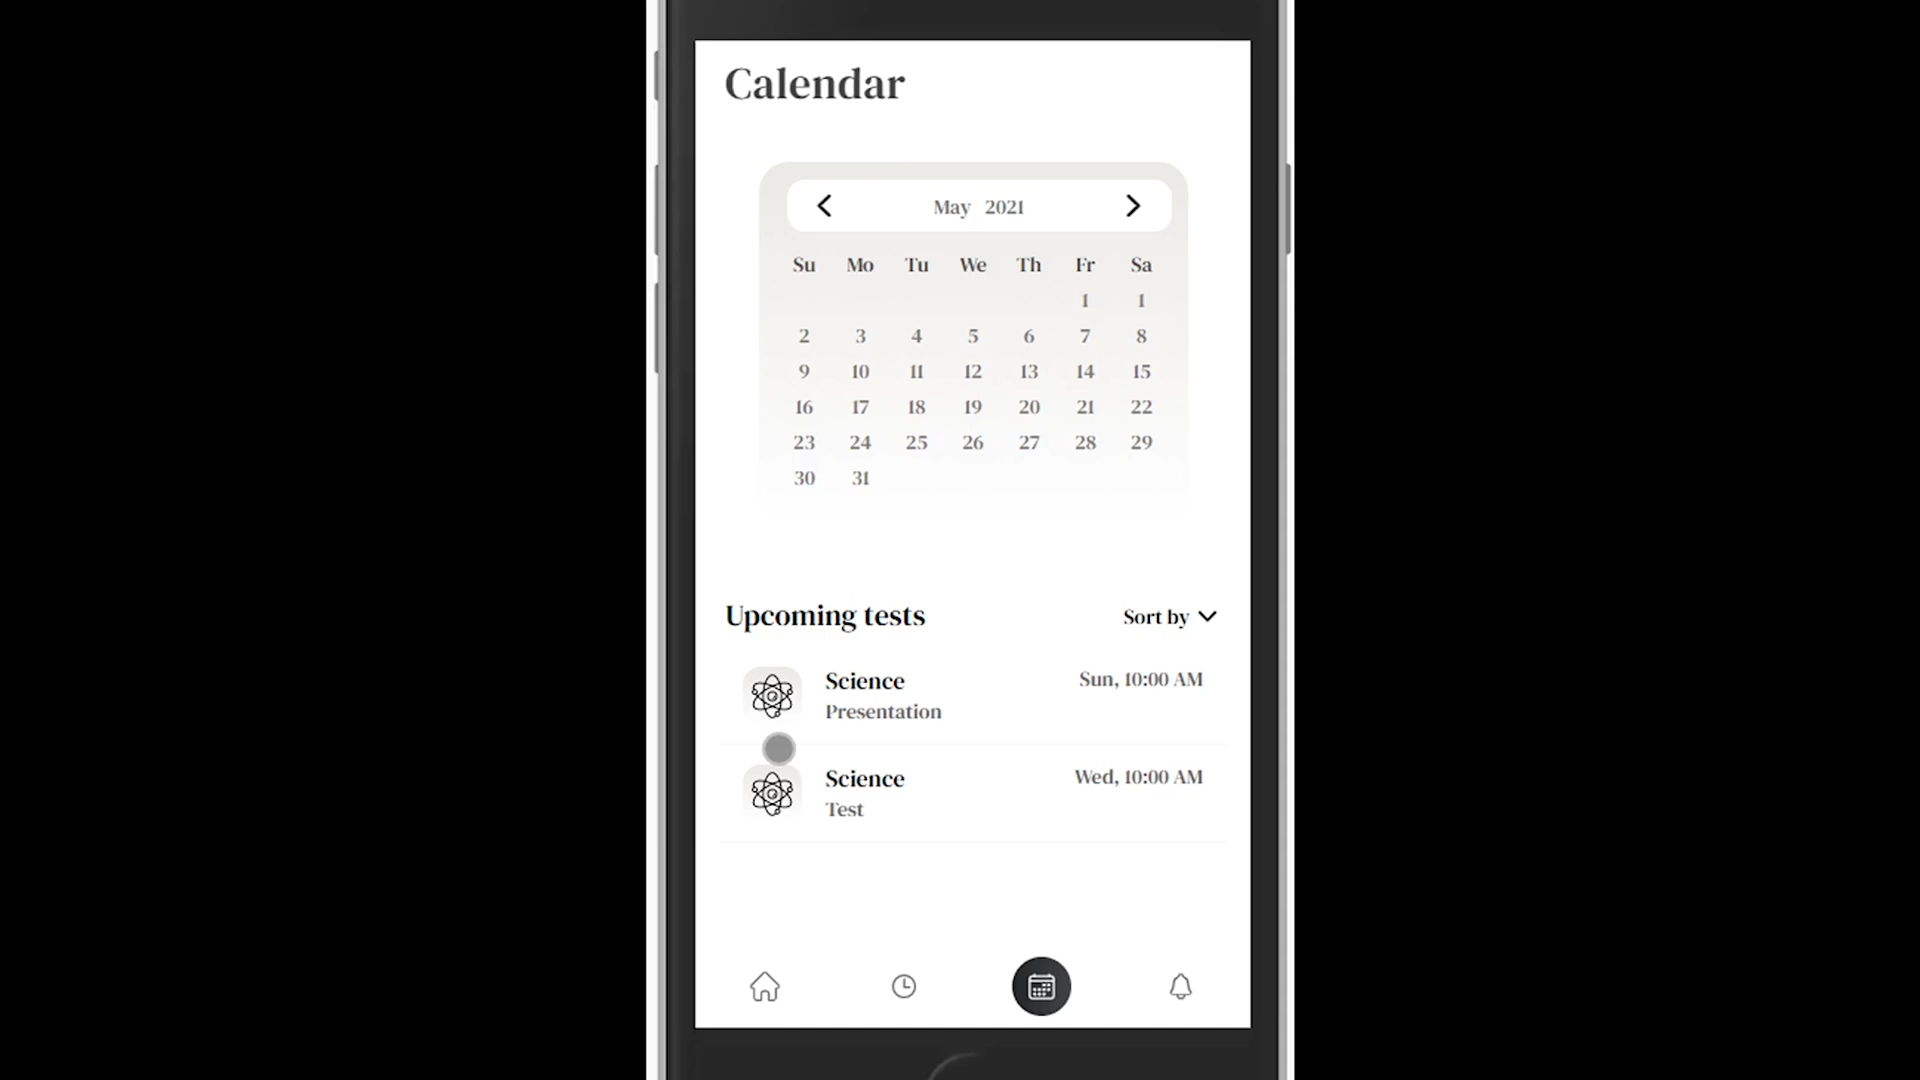 Calendar
May 2021
Su Mo Tu We Th Fr Sa
1 1
2 3 4 5 6 7 8
9 10 11 12 13 14 15
16 17 18 19 20 21 22
23 24 25 26 27 28 29
30 31
Upcoming tests Sort by
Science Sun, 10:00 AM
Presentation
Science Wed, 10:00 AM
Test